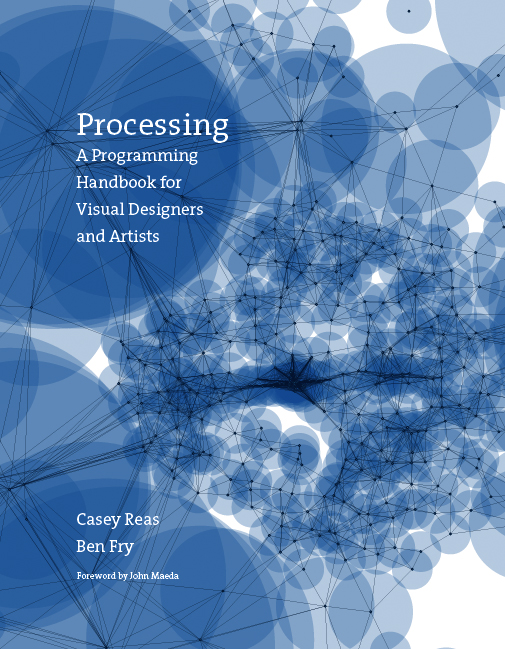 Processing
A Programming
Handbook for
Visual Designers
and Artists
Casey Reas
Ben Fry
Foreword by John Maeda